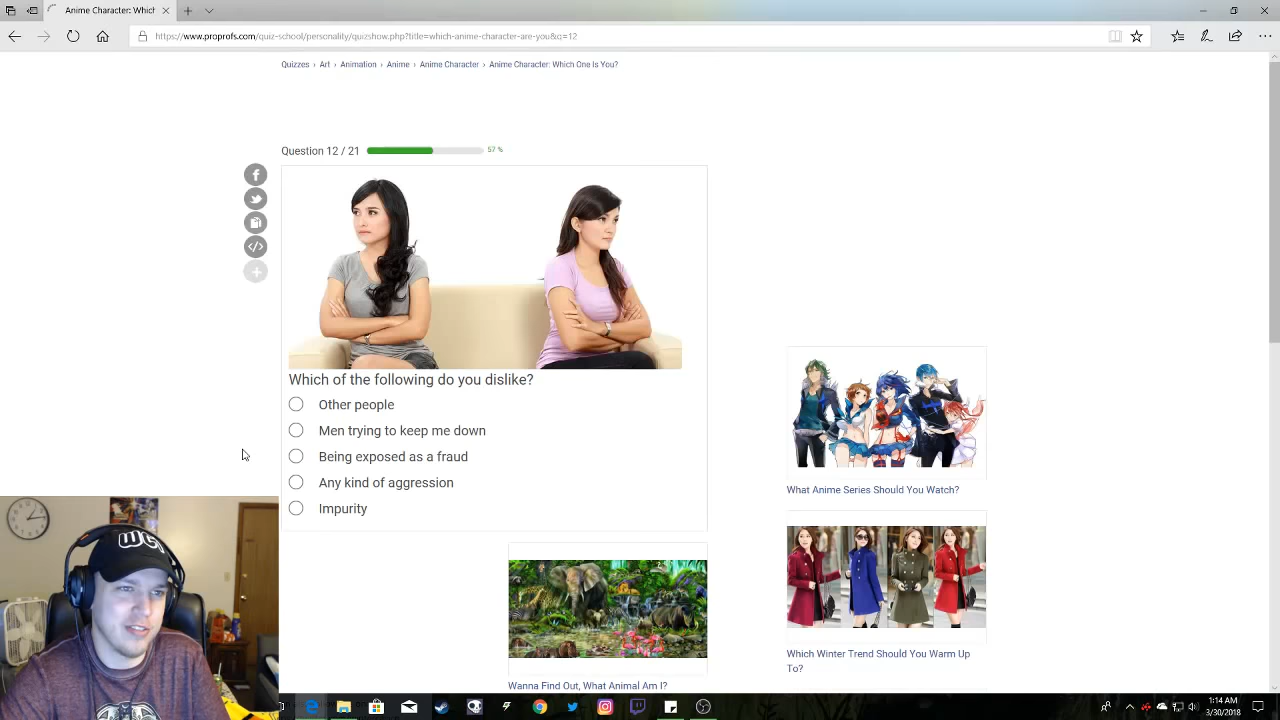 Anime Character: Which
https://www.proprofs.com/quiz-school/personality/quizshow.php?title=which-anime-character-are-you&q=12
Quizzes › Art › Animation › Anime › Anime Character › Anime Character: Which One Is You?
Question 12 / 21
57 %
Which of the following do you dislike?
Other people
Men trying to keep me down
Being exposed as a fraud
Any kind of aggression
Impurity
What Anime Series Should You Watch?
Which Winter Trend Should You Warm Up
To?
Wanna Find Out, What Animal Am I?
1:14 AM
3/30/2018